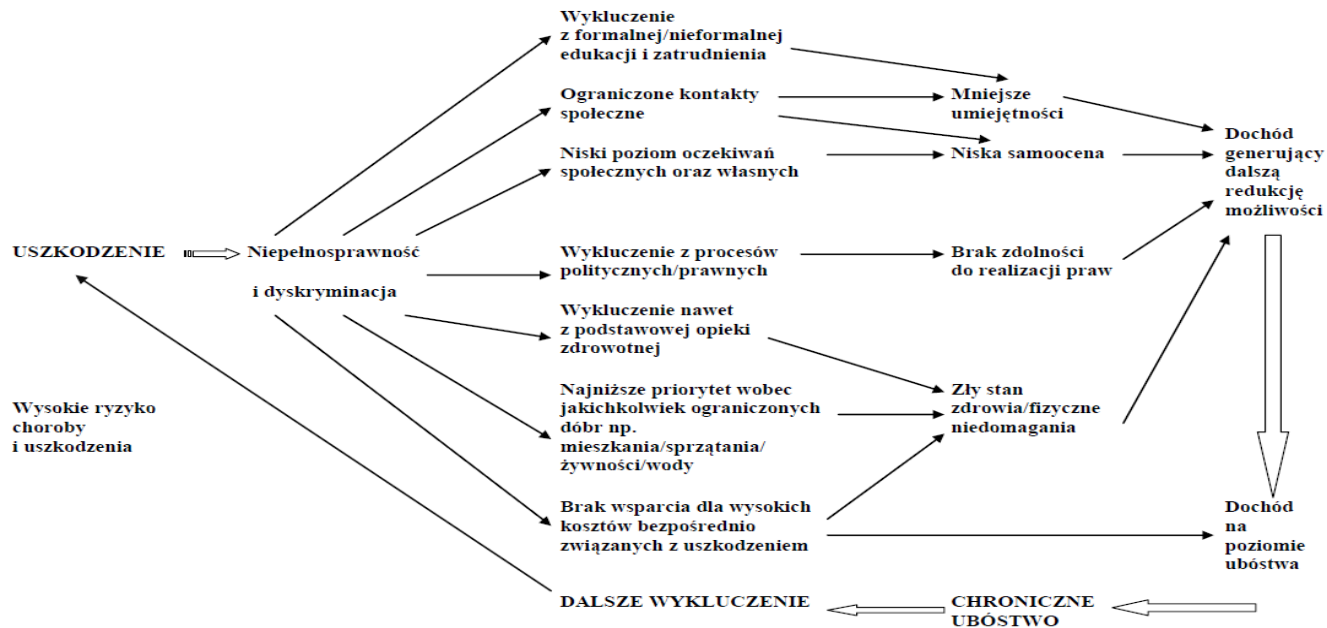 Wykluczenie
z formalnej/nieformalnej
edukacji i zatrudnienia
Ograniczone kontakty
społeczne
Mniejsze
umiejętności
Niski poziom oczekiwań
społecznych oraz własnych
Niska samoocena
Dochód
generujący
dalszą
redukcję
możliwości
USZKODZENIE
Niepełnosprawność
i dyskryminacja
Wykluczenie z procesów
politycznych/prawnych
Brak zdolności
do realizacji praw
Wykluczenie nawet
z podstawowej opieki
zdrowotnej
Wysokie ryzyko
choroby
i uszkodzenia
Najniższe priorytet wobec
jakichkolwiek ograniczonych
dóbr np.
mieszkania/sprzątania/
żywności/wody
Zły stan
zdrowia/fizyczne
niedomagania
Brak wsparcia dla wysokich
kosztów bezpośrednio
związanych z uszkodzeniem
Dochód
na
poziomie
ubóstwa
DALSZE WYKLUCZENIE
CHRONICZNE
UBÓSTWO